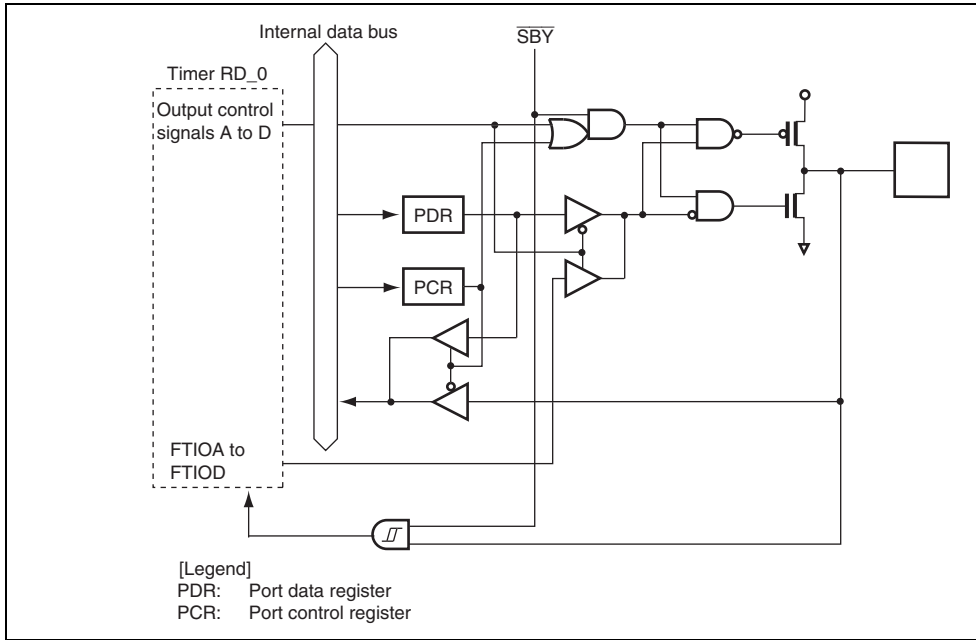 Internal data bus
SBY
Timer RD_0
Output control
signals A to D
PDR
PCR
FTIOA to
FTIOD
[Legend]
PDR: Port data register
PCR: Port control register